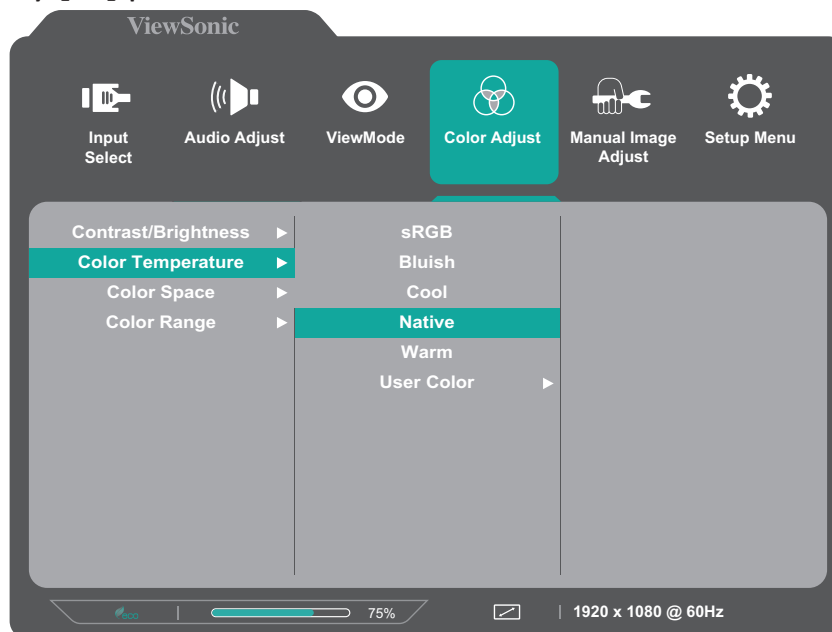 ViewSonic
Input Select
Audio Adjust
ViewMode
Color Adjust
Manual Image Adjust
Setup Menu
Contrast/Brightness
Color Temperature
Color Space
Color Range
sRGB
Bluish
Cool
Native
Warm
User Color
eco
75%
1920 x 1080 @ 60Hz